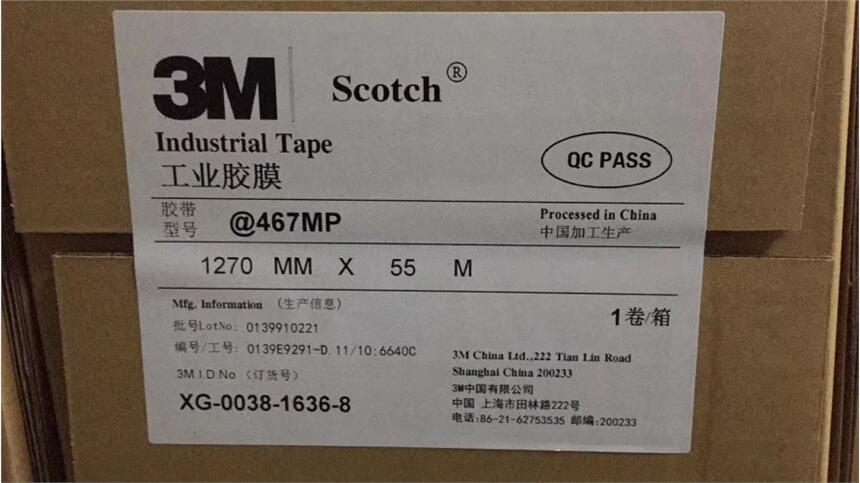 3M Scotch®
Industrial Tape
工业胶膜
QC PASS
胶带
型号 @467MP
Processed in China
中国加工生产
1270 MM X 55 M
Mfg. Information (生产信息)
1卷/箱
批号LotNo: 0139910221
编号/工号: 0139E9291-D.11/10:6640C
3M I.D.No (订货号)
XG-0038-1636-8
3M China Ltd.,222 Tian Lin Road
Shanghai China 200233
3M中国有限公司
中国 上海市田林路222号
电话:86-21-62753535 邮编:200233